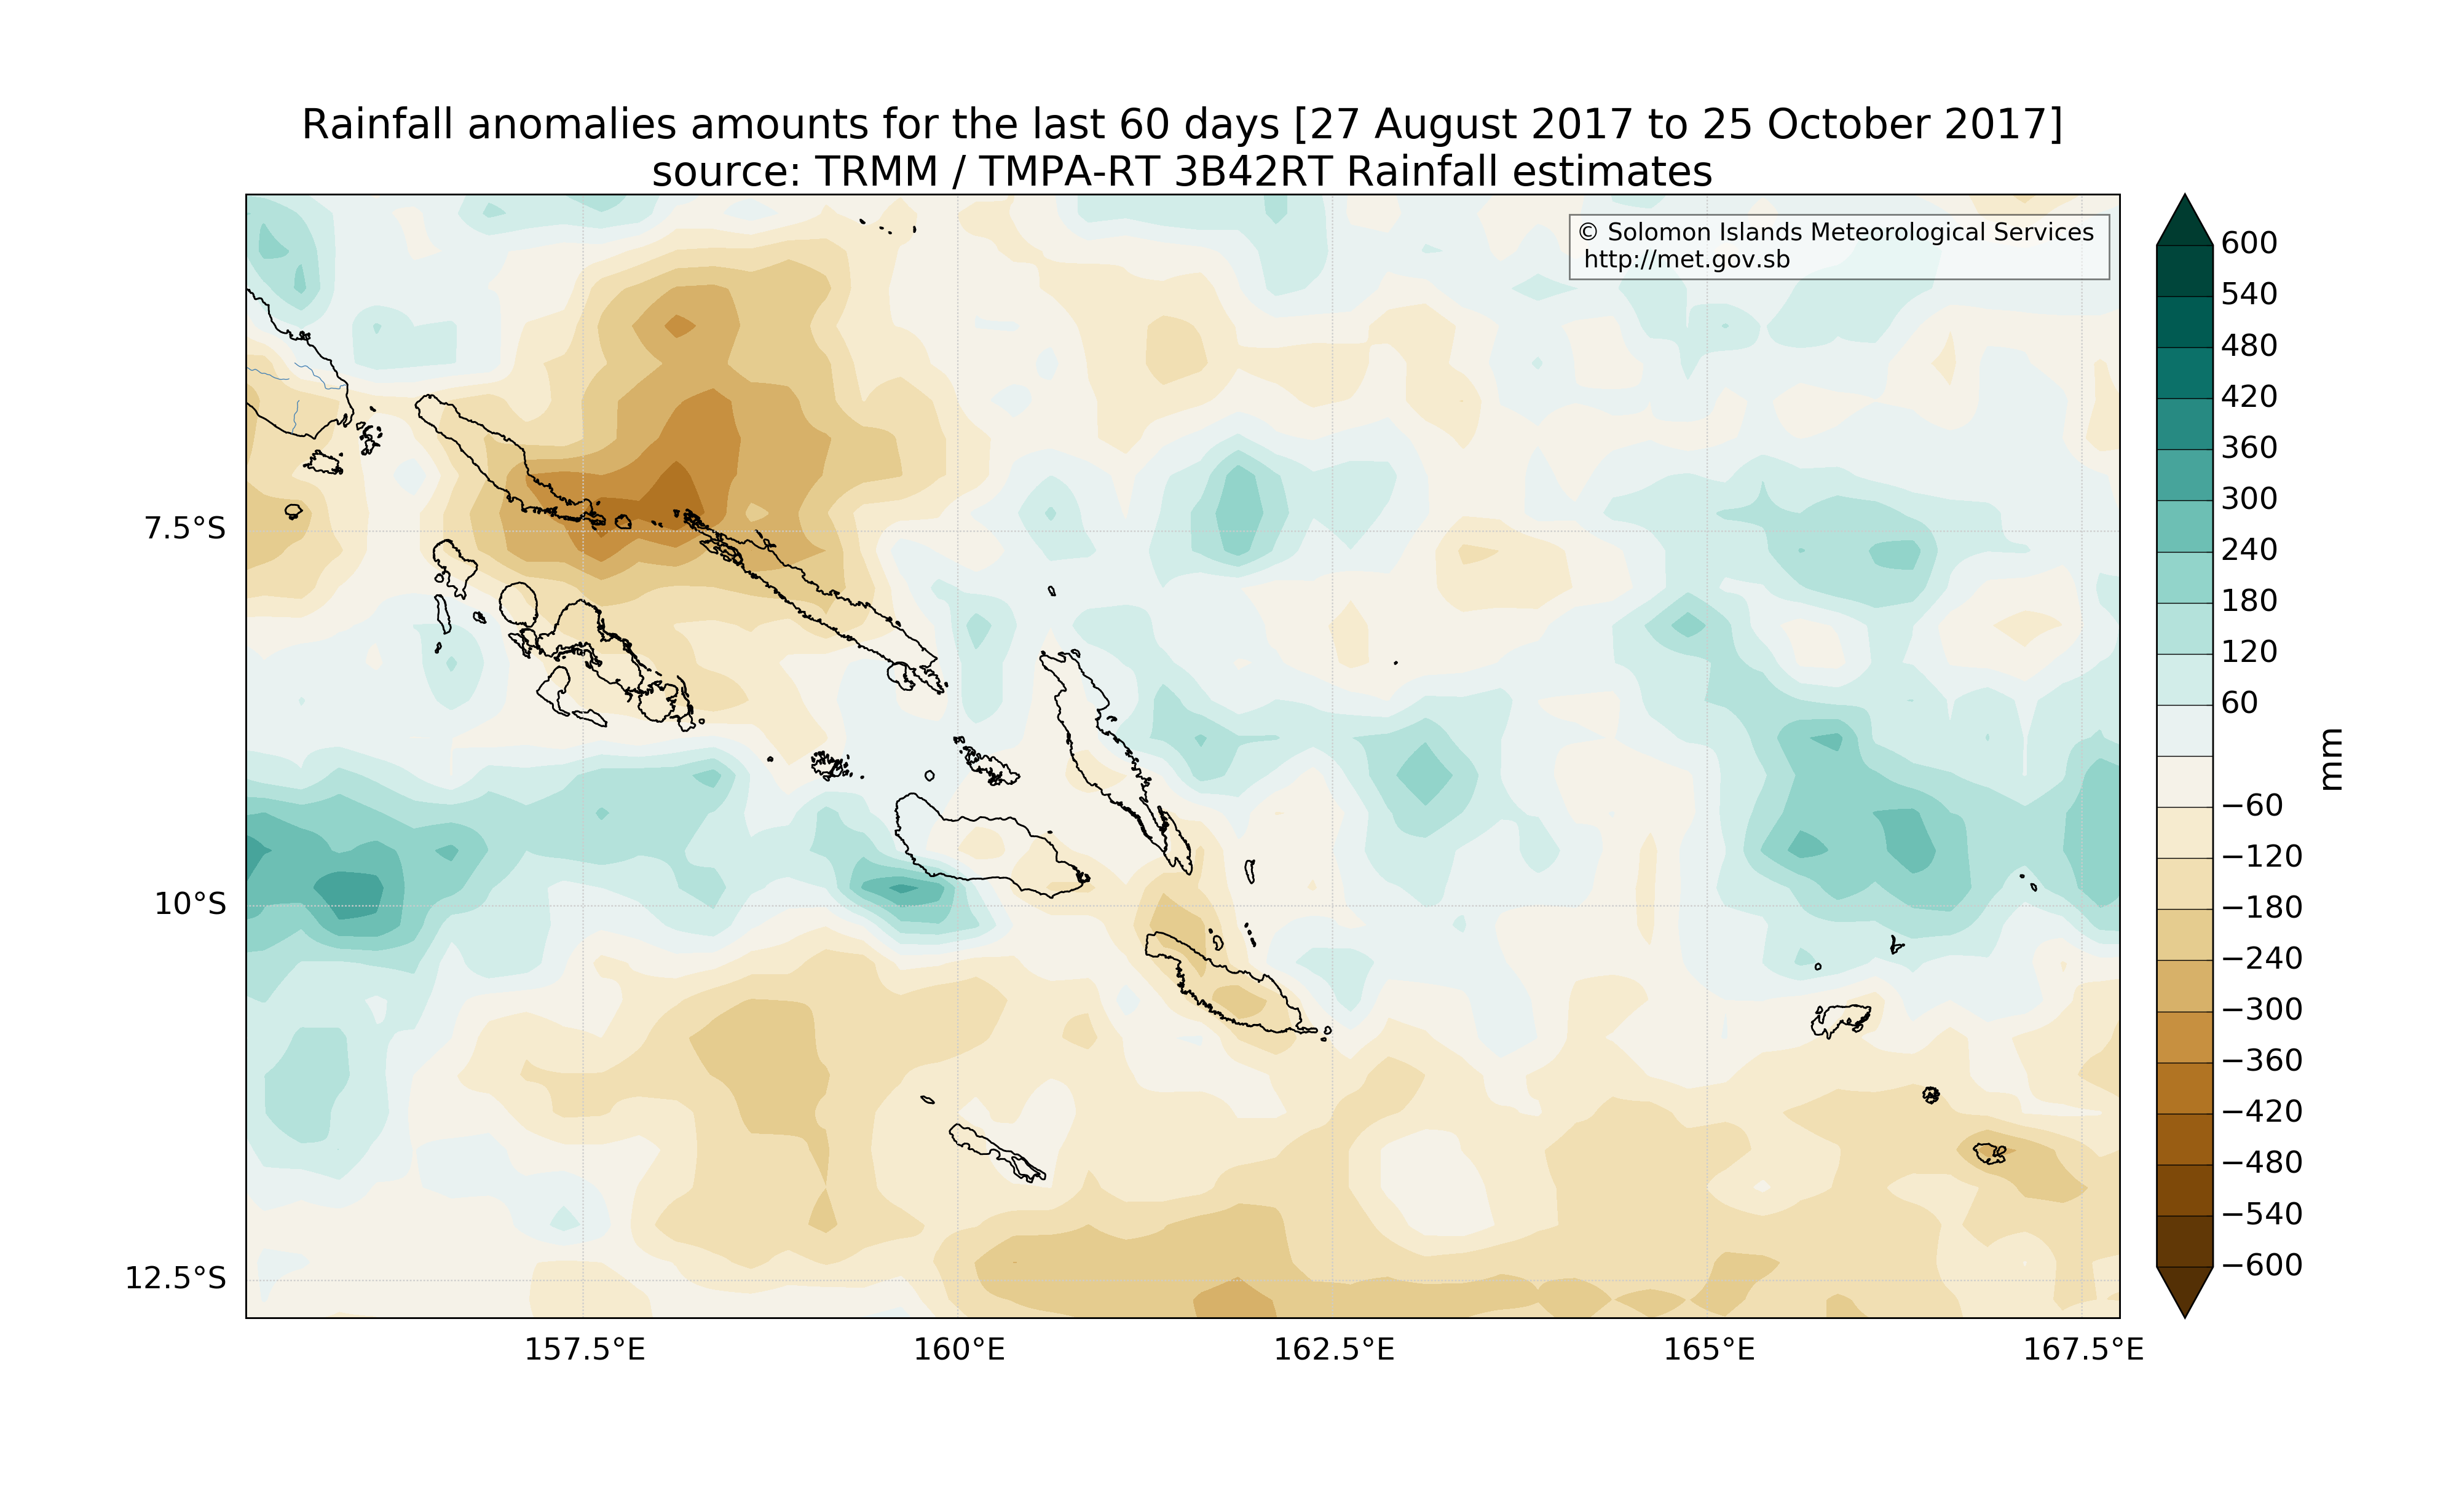 Rainfall anomalies amounts for the last 60 days [27 August 2017 to 25 October 2017]
source: TRMM / TMPA-RT 3B42RT Rainfall estimates
© Solomon Islands Meteorological Services
http://met.gov.sb
7.5°S
10°S
12.5°S
157.5°E
160°E
162.5°E
165°E
167.5°E
600
540
480
420
360
300
240
180
120
60
−60
−120
−180
−240
−300
−360
−420
−480
−540
−600
mm